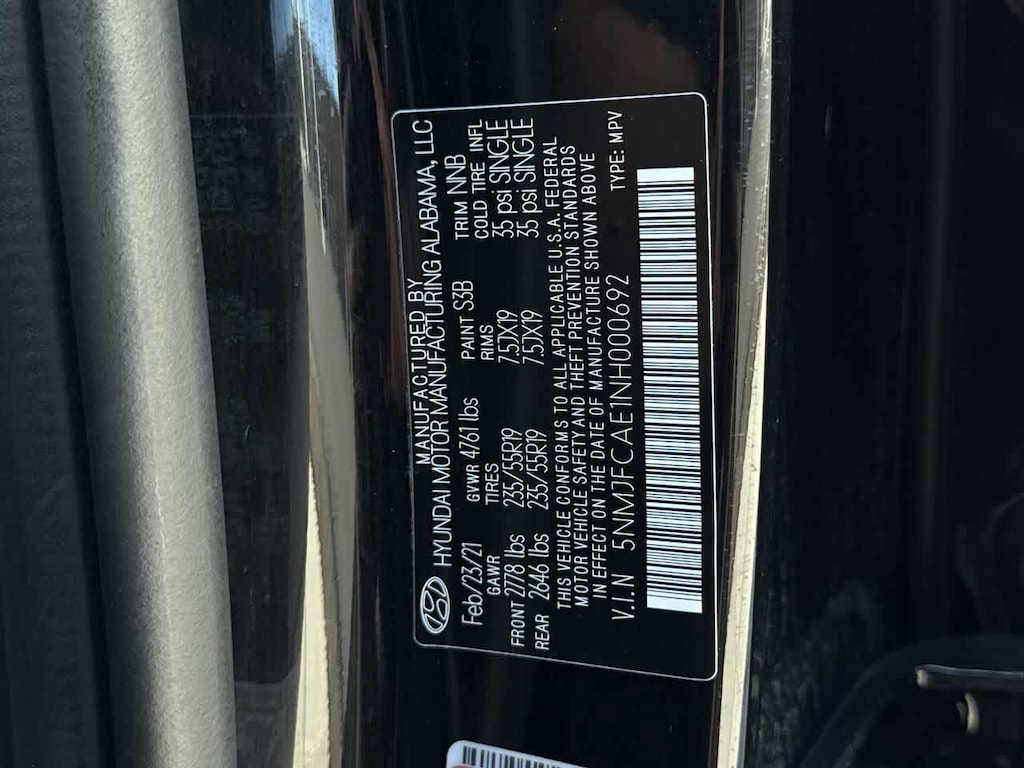 MANUFACTURED BY
HYUNDAI MOTOR MANUFACTURING ALABAMA, LLC
Feb/23/21 GVWR 4761 lbs PAINT S3B TRIM NNB
GAWR TIRES RIMS COLD TIRE INFL
FRONT 2778 lbs 235/55R19 7.5JX19 35 psi SINGLE
REAR 2646 lbs 235/55R19 7.5JX19 35 psi SINGLE
THIS VEHICLE CONFORMS TO ALL APPLICABLE U.S.A. FEDERAL
MOTOR VEHICLE SAFETY AND THEFT PREVENTION STANDARDS
IN EFFECT ON THE DATE OF MANUFACTURE SHOWN ABOVE
V.I.N 5NMJFCAE1NH000692 TYPE: MPV